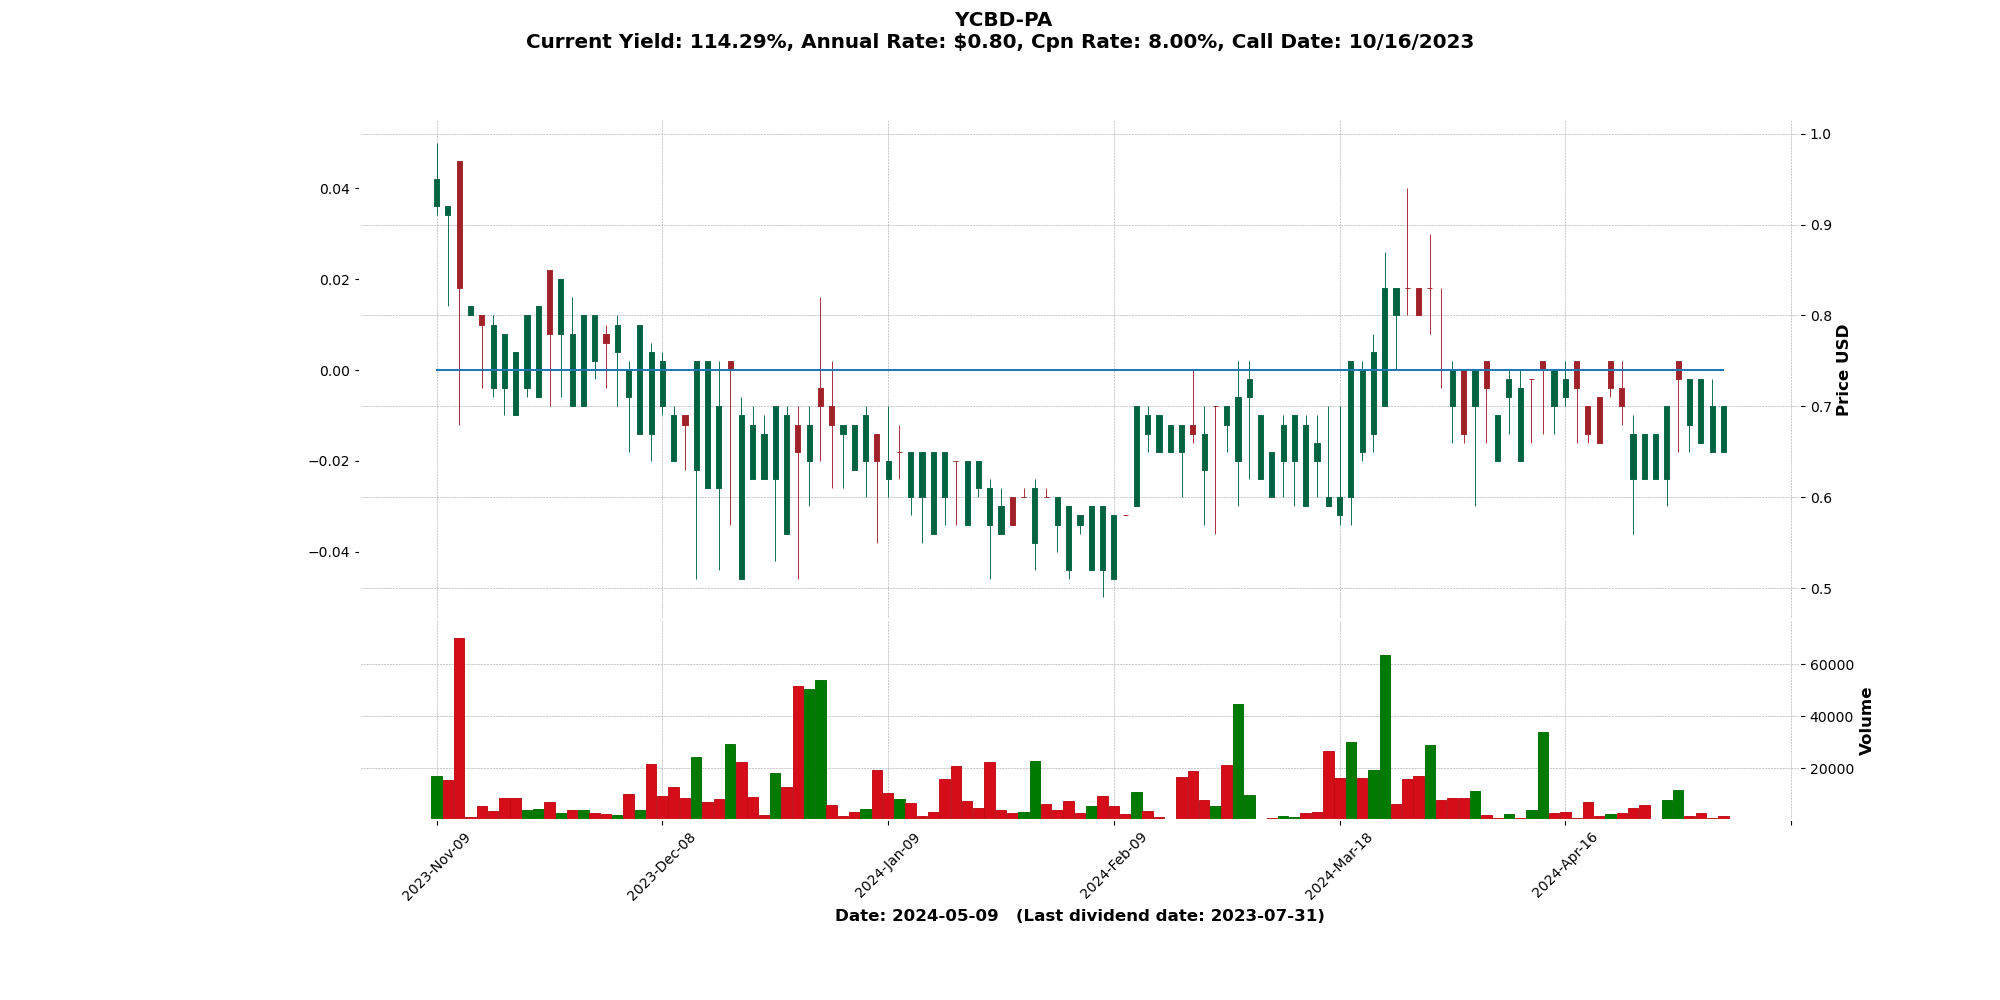 YCBD-PA
Current Yield: 114.29%, Annual Rate: $0.80, Cpn Rate: 8.00%, Call Date: 10/16/2023
0.04
0.02
0.00
−0.02
−0.04
1.0
0.9
0.8
0.7
0.6
0.5
Price USD
60000
40000
20000
Volume
2023-Nov-09
2023-Dec-08
2024-Jan-09
2024-Feb-09
2024-Mar-18
2024-Apr-16
Date: 2024-05-09 (Last dividend date: 2023-07-31)